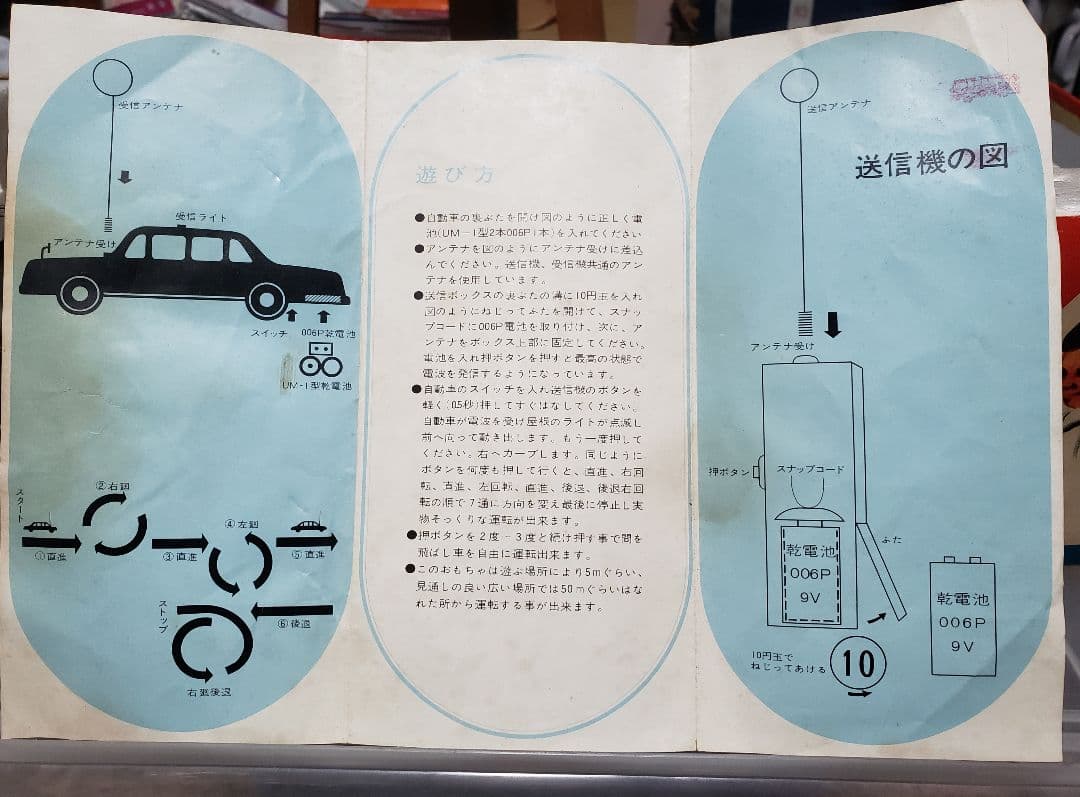 受信アンテナ
受信ライト
アンテナ受け
スイッチ
006P乾電池
UM-1型乾電池
スタート
①直進
②右廻
③直進
④左廻
⑤直進
⑥後退
ストップ
右廻後退
遊び方
●自動車の裏ぶたを開け図のように正しく電
池(UM-1型2本006P1本)を入れてください
●アンテナを図のようにアンテナ受けに差込
んでください。送信機、受信機共通のアン
テナを使用しています。
●送信ボックスの裏ぶたの溝に10円玉を入れ
図のようにねじってふたを開けて、スナッ
プコードに006P電池を取り付け、次に、ア
ンテナをボックス上部に固定してください。
電池を入れ押ボタンを押すと最高の状態で
電波を発信するようになっています。
●自動車のスイッチを入れ送信機のボタンを
軽く(0.5秒)押してすぐはなしてください。
自動車が電波を受け屋根のライトが点滅し
前へ向って動き出します。もう一度押して
ください。右へカーブします。同じように
ボタンを何度も押して行くと、直進、右回
転、直進、左回転、直進、後退、後退右回
転の順で7通に方向を変え最後に停止し実
物そっくりな運転が出来ます。
●押ボタンを2度-3度と続け押す事で間を
飛ばし車を自由に運転出来ます。
●このおもちゃは遊ぶ場所により5mぐらい、
見通しの良い広い場所では50mぐらいはな
れた所から運転する事が出来ます。
送信アンテナ
送信機の図
アンテナ受け
押ボタン
スナップコード
乾電池
006P
9V
ふた
乾電池
006P
9V
10円玉で
ねじってあける
10